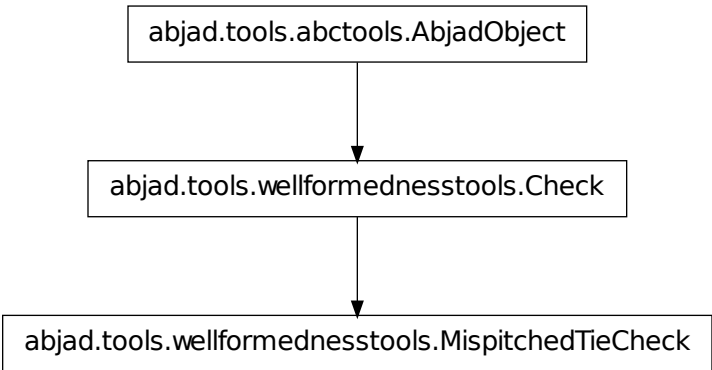 abjad.tools.abctools.AbjadObject
abjad.tools.wellformednesstools.Check
abjad.tools.wellformednesstools.MispitchedTieCheck